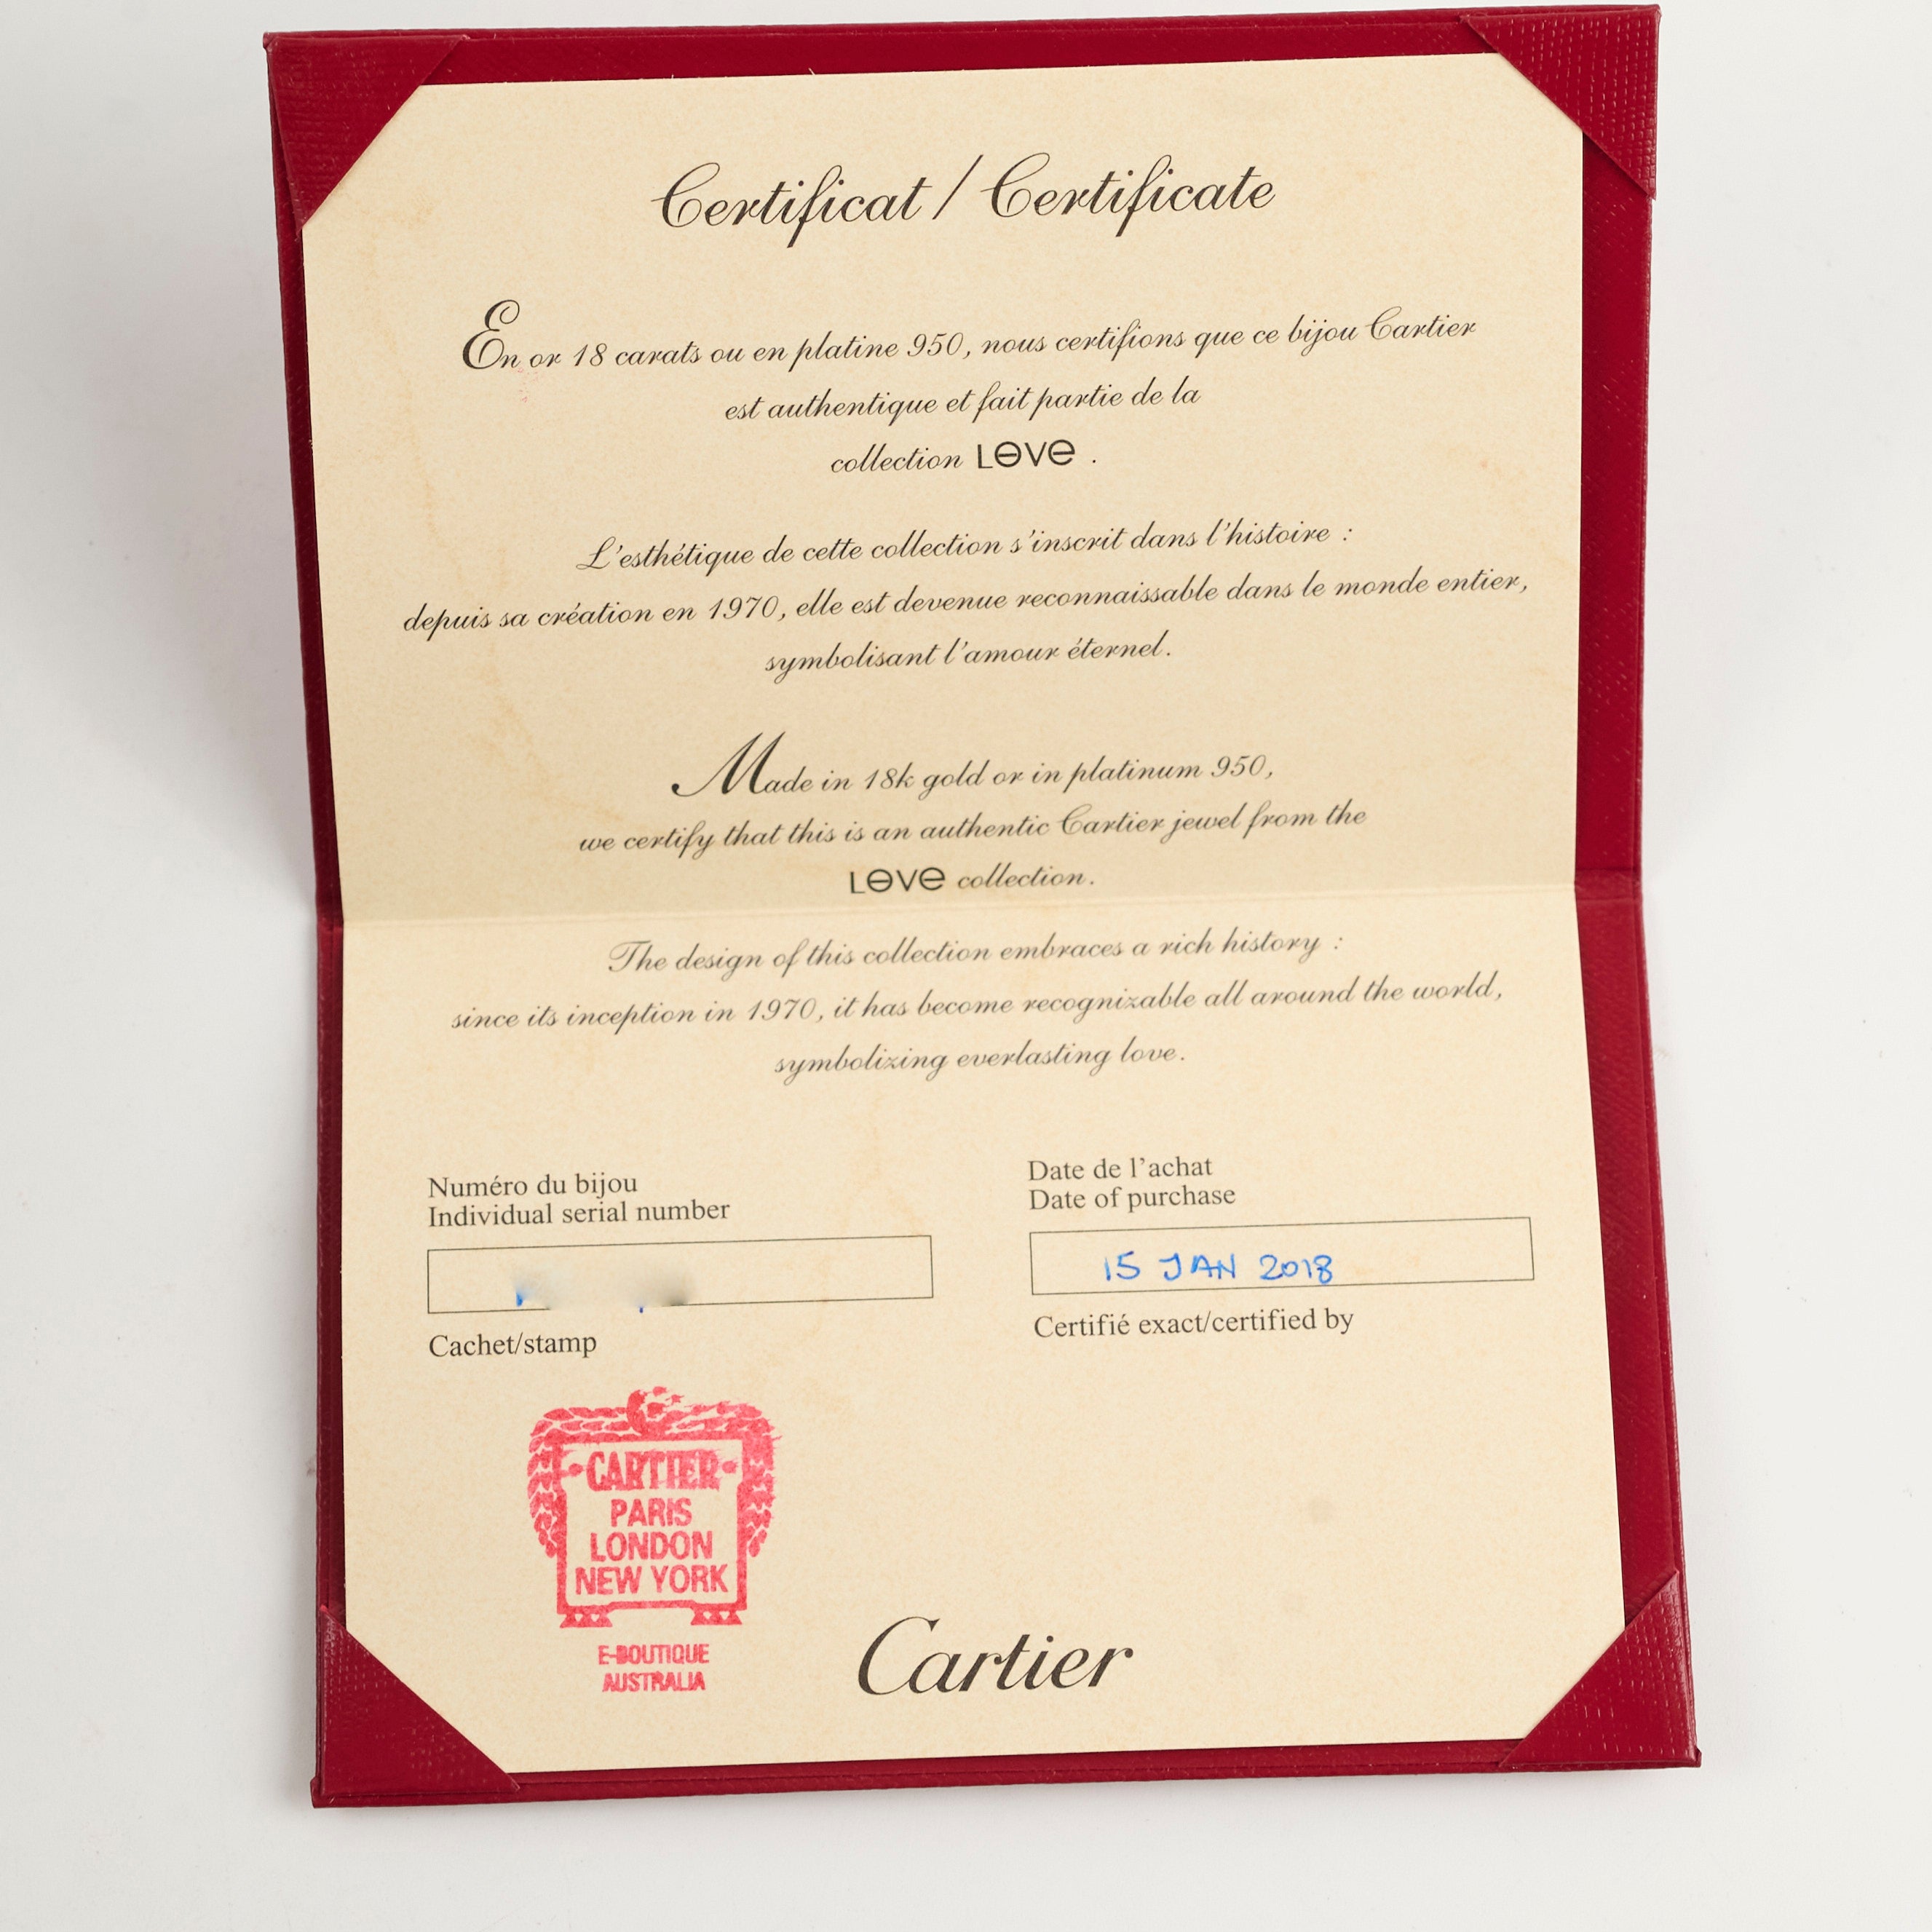 Certificat / Certificate
En or 18 carats ou en platine 950, nous certifions que ce bijou Cartier
est authentique et fait partie de la
collection LOVE .
L'esthétique de cette collection s'inscrit dans l'histoire :
depuis sa création en 1970, elle est devenue reconnaissable dans le monde entier,
symbolisant l'amour éternel.
Made in 18k gold or in platinum 950,
we certify that this is an authentic Cartier jewel from the
LOVE collection.
The design of this collection embraces a rich history :
since its inception in 1970, it has become recognizable all around the world,
symbolizing everlasting love.
Numéro du bijou
Individual serial number
Date de l'achat
Date of purchase
15 JAN 2018
Cachet/stamp
Certifié exact/certified by
CARTIER
PARIS
LONDON
NEW YORK
E-BOUTIQUE
AUSTRALIA
Cartier